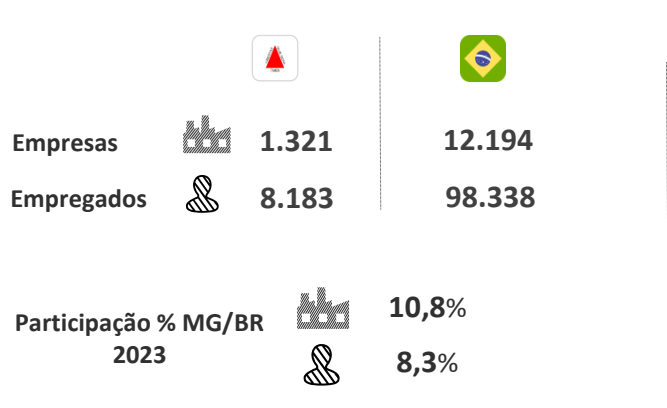 Empresas 1.321 12.194
Empregados 8.183 98.338
Participação % MG/BR
2023
10,8%
8,3%